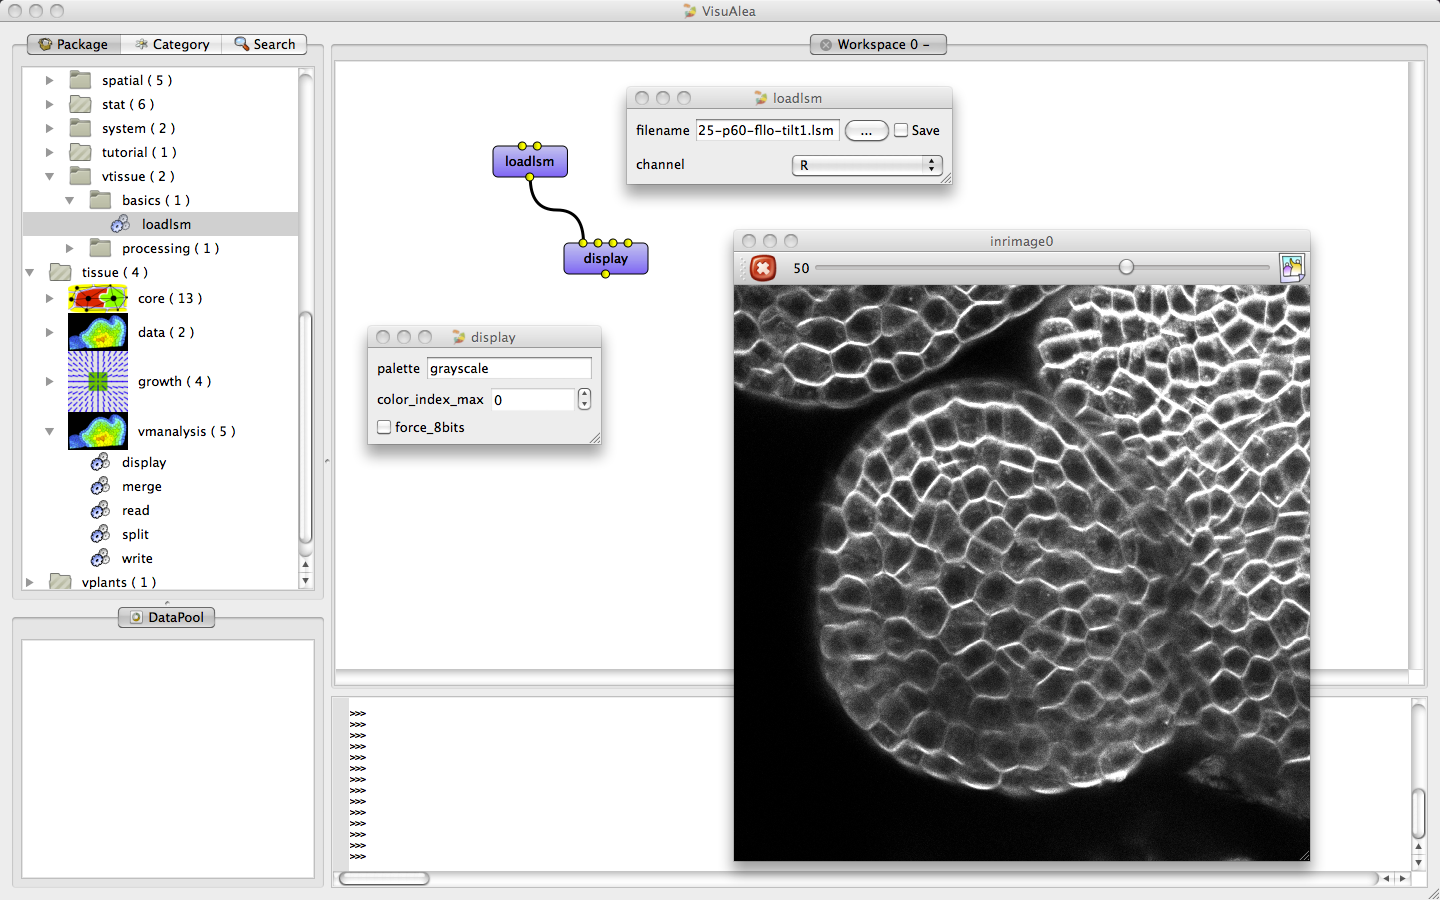 VisuAlea
Package
Category
Search
Workspace 0 -
spatial ( 5 )
stat ( 6 )
system ( 2 )
tutorial ( 1 )
vtissue ( 2 )
basics ( 1 )
loadlsm
processing ( 1 )
tissue ( 4 )
core ( 13 )
data ( 2 )
growth ( 4 )
vmanalysis ( 5 )
display
merge
read
split
write
vplants ( 1 )
DataPool
loadlsm
display
loadlsm
filename 25-p60-fllo-tilt1.lsm ... Save
channel R
display
palette grayscale
color_index_max 0
force_8bits
inrimage0
50
>>>
>>>
>>>
>>>
>>>
>>>
>>>
>>>
>>>
>>>
>>>
>>>
>>>
>>>